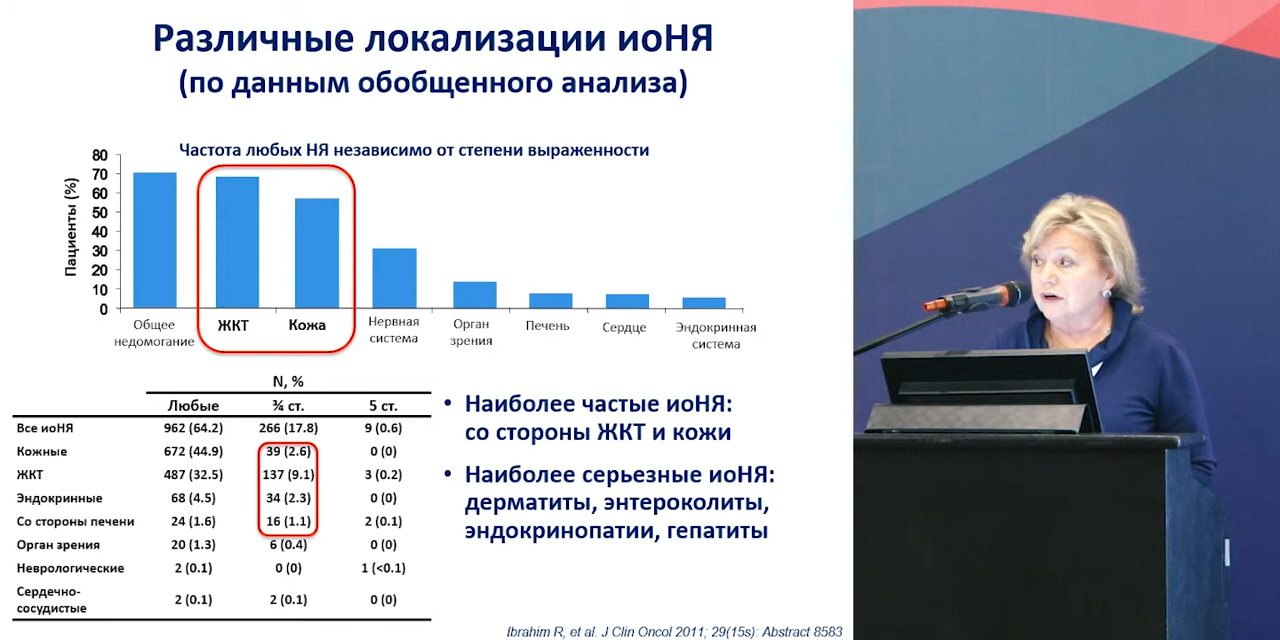 Различные локализации иоНЯ
(по данным обобщенного анализа)
Частота любых НЯ независимо от степени выраженности
Пациенты (%)
80
70
60
50
40
30
20
10
0
Общее недомогание
ЖКТ
Кожа
Нервная система
Орган зрения
Печень
Сердце
Эндокринная система
N, %
Любые ¾ ст. 5 ст.
Все иоНЯ 962 (64.2) 266 (17.8) 9 (0.6)
Кожные 672 (44.9) 39 (2.6) 0 (0)
ЖКТ 487 (32.5) 137 (9.1) 3 (0.2)
Эндокринные 68 (4.5) 34 (2.3) 0 (0)
Со стороны печени 24 (1.6) 16 (1.1) 2 (0.1)
Орган зрения 20 (1.3) 6 (0.4) 0 (0)
Неврологические 2 (0.1) 0 (0) 1 (<0.1)
Сердечно-
сосудистые 2 (0.1) 2 (0.1) 0 (0)
• Наиболее частые иоНЯ:
со стороны ЖКТ и кожи
• Наиболее серьезные иоНЯ:
дерматиты, энтероколиты,
эндокринопатии, гепатиты
Ibrahim R, et al. J Clin Oncol 2011; 29(15s): Abstract 8583